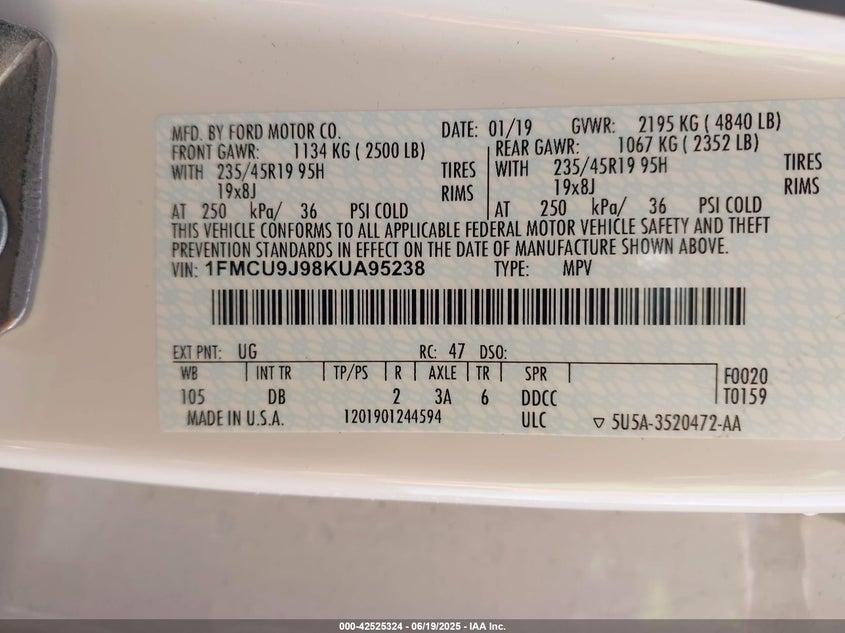 MFD. BY FORD MOTOR CO. DATE: 01/19 GVWR: 2195 KG ( 4840 LB)
FRONT GAWR: 1134 KG ( 2500 LB) REAR GAWR: 1067 KG ( 2352 LB)
WITH 235/45R19 95H TIRES WITH 235/45R19 95H TIRES
19x8J RIMS 19x8J RIMS
AT 250 kPa/ 36 PSI COLD AT 250 kPa/ 36 PSI COLD
THIS VEHICLE CONFORMS TO ALL APPLICABLE FEDERAL MOTOR VEHICLE SAFETY AND THEFT
PREVENTION STANDARDS IN EFFECT ON THE DATE OF MANUFACTURE SHOWN ABOVE.
VIN: 1FMCU9J98KUA95238 TYPE: MPV
EXT PNT: UG RC: 47 DSO:
WB INT TR TP/PS R AXLE TR SPR F0020
105 DB 2 3A 6 DDCC T0159
MADE IN U.S.A. 1201901244594 ULC ▽ 5U5A-3520472-AA
000-42525324 | 06/19/2025 - IAA Inc.